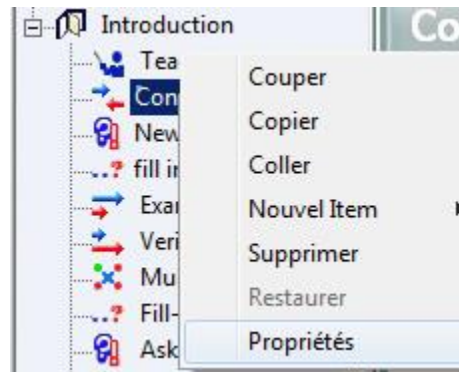 Introduction
Co
Tea
Con
New
fill in
Exa
Veri
Mu
Fill-
Ask
Couper
Copier
Coller
Nouvel Item
Supprimer
Restaurer
Propriétés